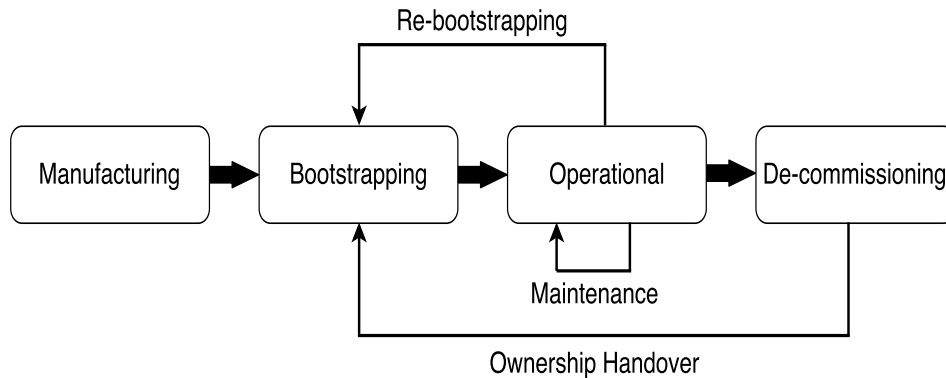 Re-bootstrapping
Manufacturing
Bootstrapping
Operational
De-commissioning
Maintenance
Ownership Handover